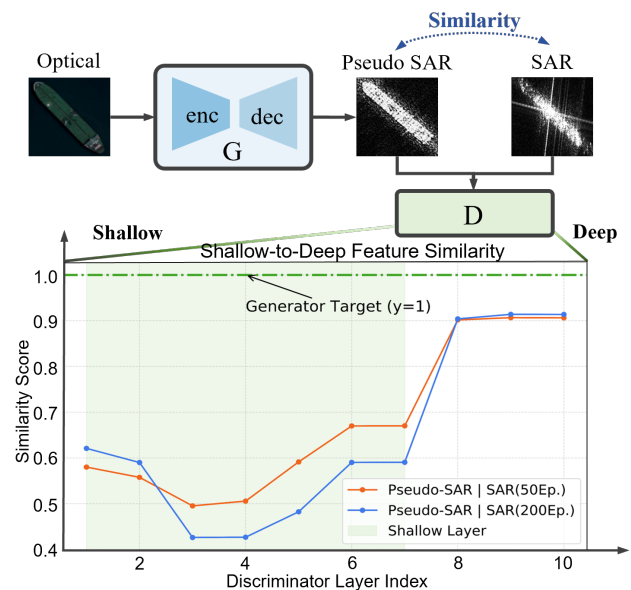 Similarity
Optical
Pseudo SAR
SAR
enc
dec
G
D
Shallow
Deep
Shallow-to-Deep Feature Similarity
1.0
Generator Target (y=1)
0.9
0.8
0.7
0.6
0.5
0.4
Similarity Score
Pseudo-SAR | SAR(50Ep.)
Pseudo-SAR | SAR(200Ep.)
Shallow Layer
2
4
6
8
10
Discriminator Layer Index